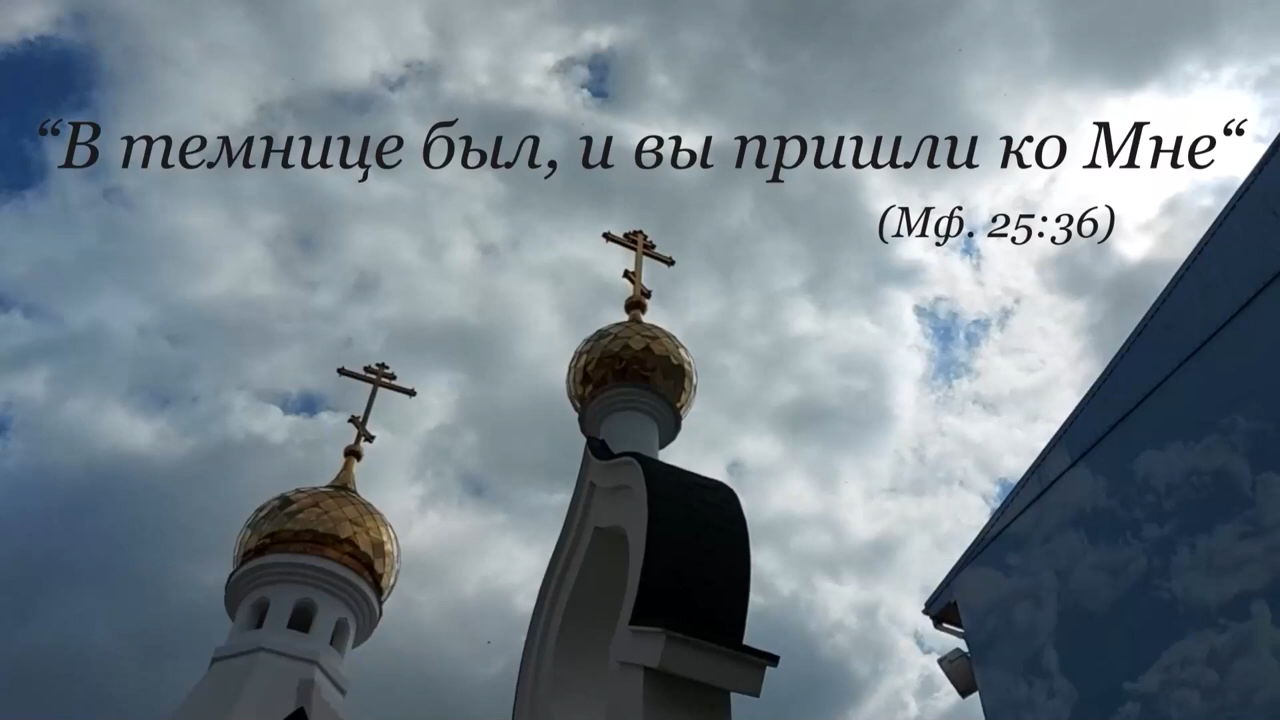 “В темнице был, и вы пришли ко Мне“
(Мф. 25:36)